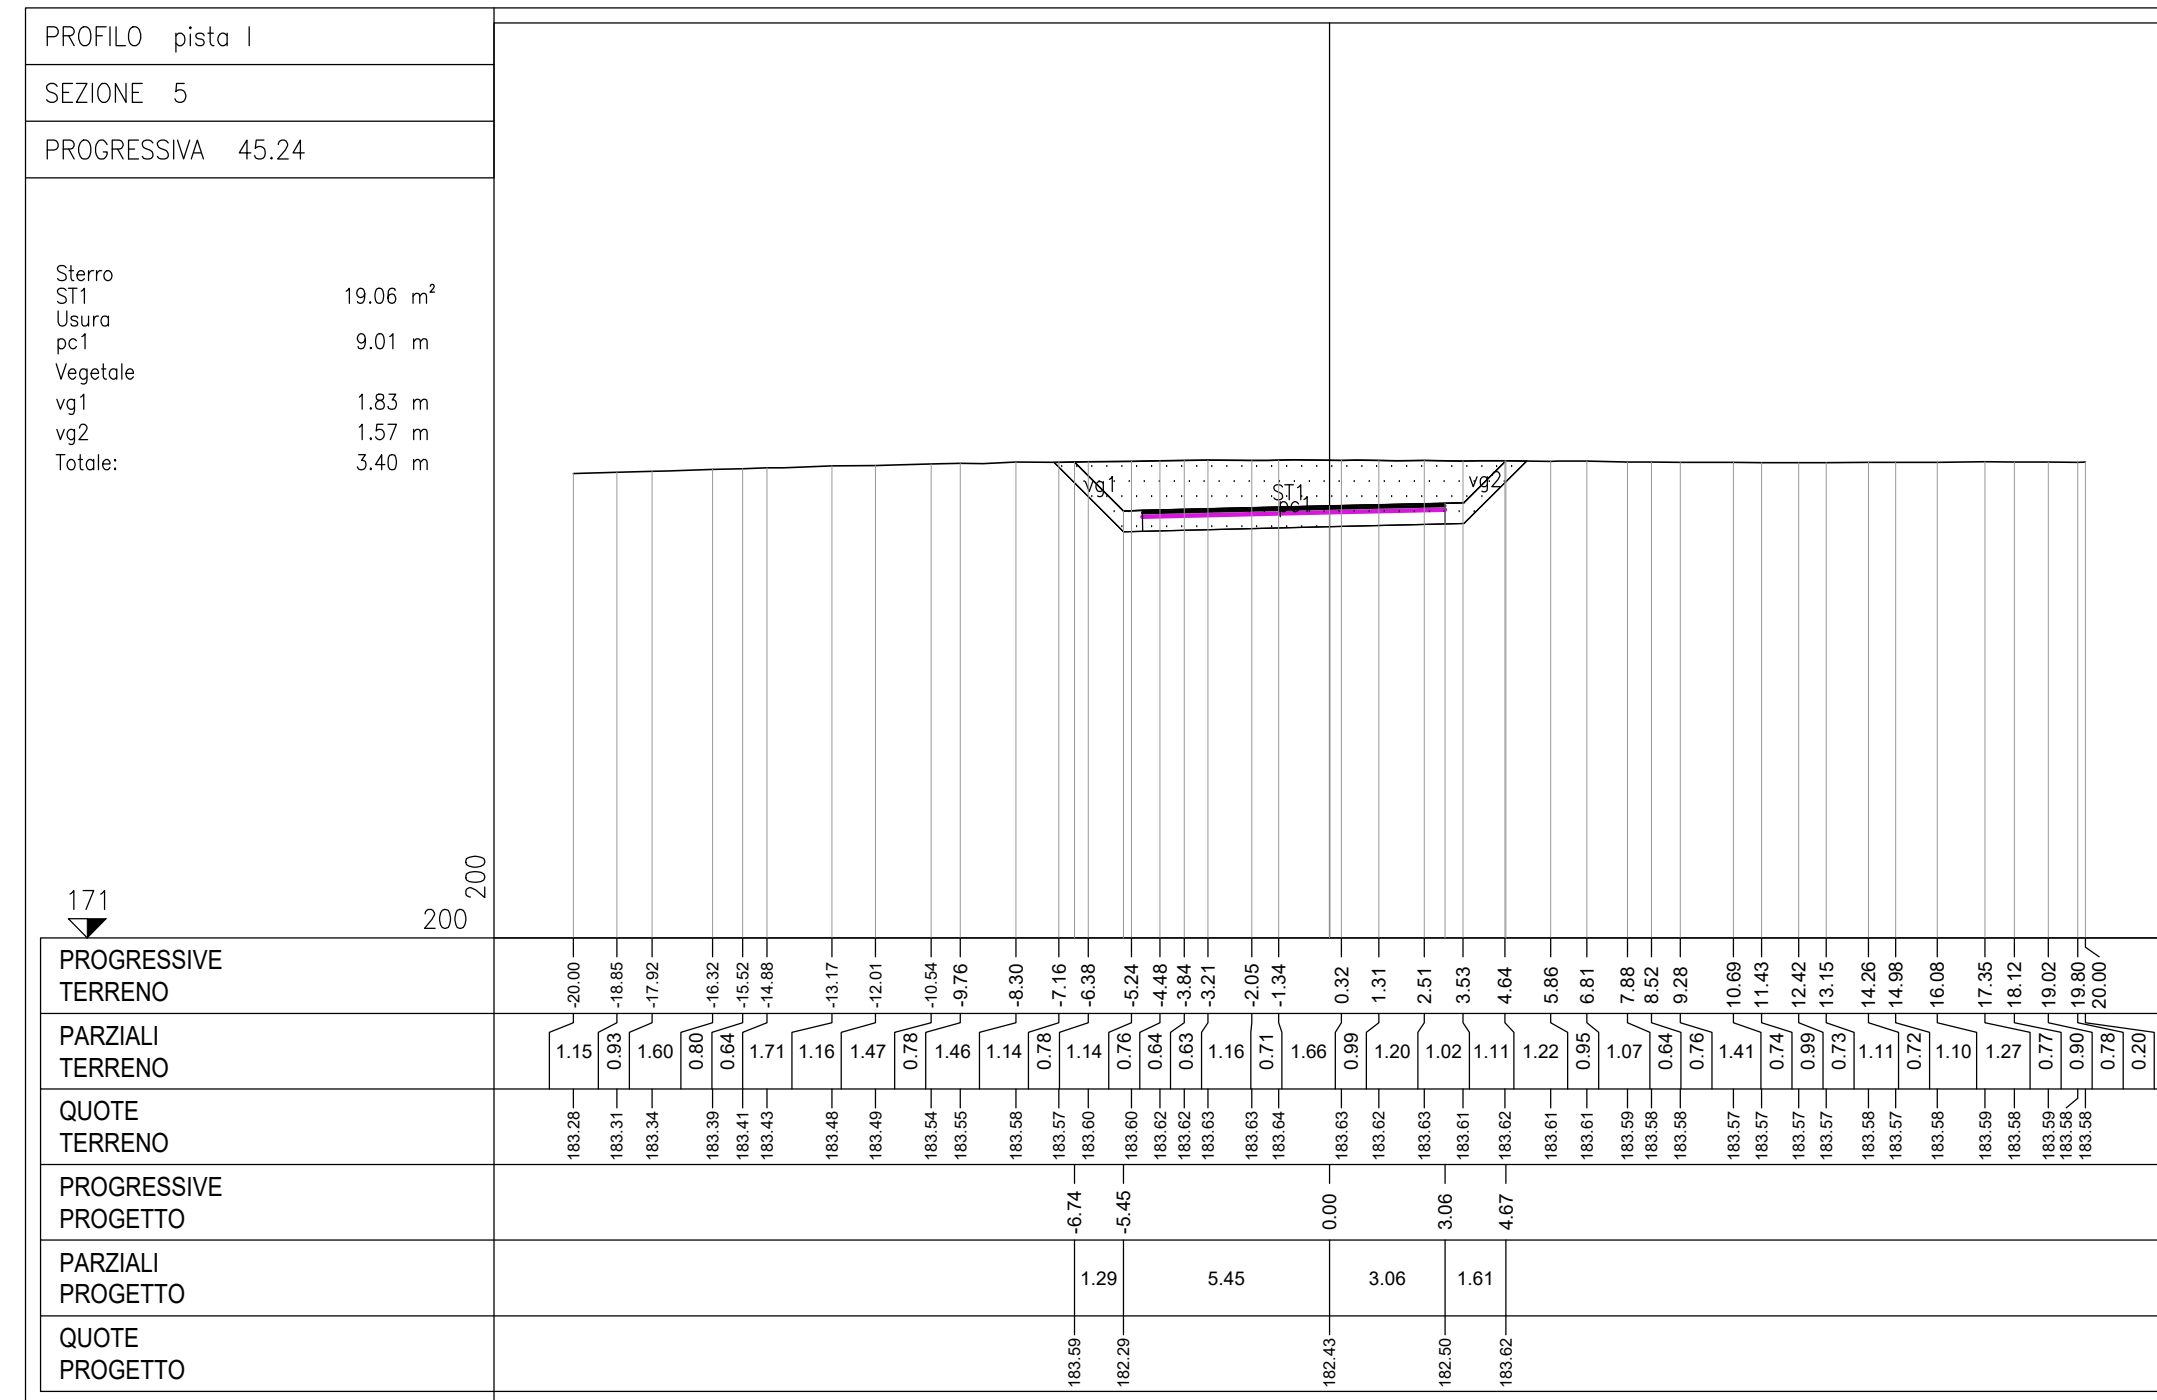 PROFILO pista I
SEZIONE 5
PROGRESSIVA 45.24
Sterro
ST1 19.06 m²
Usura
pc1 9.01 m
Vegetale
vg1 1.83 m
vg2 1.57 m
Totale: 3.40 m
vg1 ST1 vg2
pc1
171
200
200
PROGRESSIVE
TERRENO
-20.00 -18.85 -17.92 -16.32 -15.52 -14.88 -13.17 -12.01 -10.54 -9.76 -8.30 -7.16 -6.38 -5.24 -4.48 -3.84 -3.21 -2.05 -1.34 0.32 1.31 2.51 3.53 4.64 5.86 6.81 7.88 8.52 9.28 10.69 11.43 12.42 13.15 14.26 14.98 16.08 17.35 18.12 19.02 19.80 20.00
PARZIALI
TERRENO
1.15 0.93 1.60 0.80 0.64 1.71 1.16 1.47 0.78 1.46 1.14 0.78 1.14 0.76 0.64 0.63 1.16 0.71 1.66 0.99 1.20 1.02 1.11 1.22 0.95 1.07 0.64 0.76 1.41 0.74 0.99 0.73 1.11 0.72 1.10 1.27 0.77 0.90 0.78 0.20
QUOTE
TERRENO
183.28 183.31 183.34 183.39 183.41 183.43 183.48 183.49 183.54 183.55 183.58 183.57 183.60 183.60 183.62 183.62 183.63 183.63 183.64 183.63 183.62 183.63 183.61 183.62 183.61 183.61 183.59 183.58 183.58 183.57 183.57 183.57 183.57 183.58 183.57 183.58 183.59 183.58 183.59 183.58 183.58
PROGRESSIVE
PROGETTO
-6.74 -5.45 0.00 3.06 4.67
PARZIALI
PROGETTO
1.29 5.45 3.06 1.61
QUOTE
PROGETTO
183.59 182.29 182.43 182.50 183.62